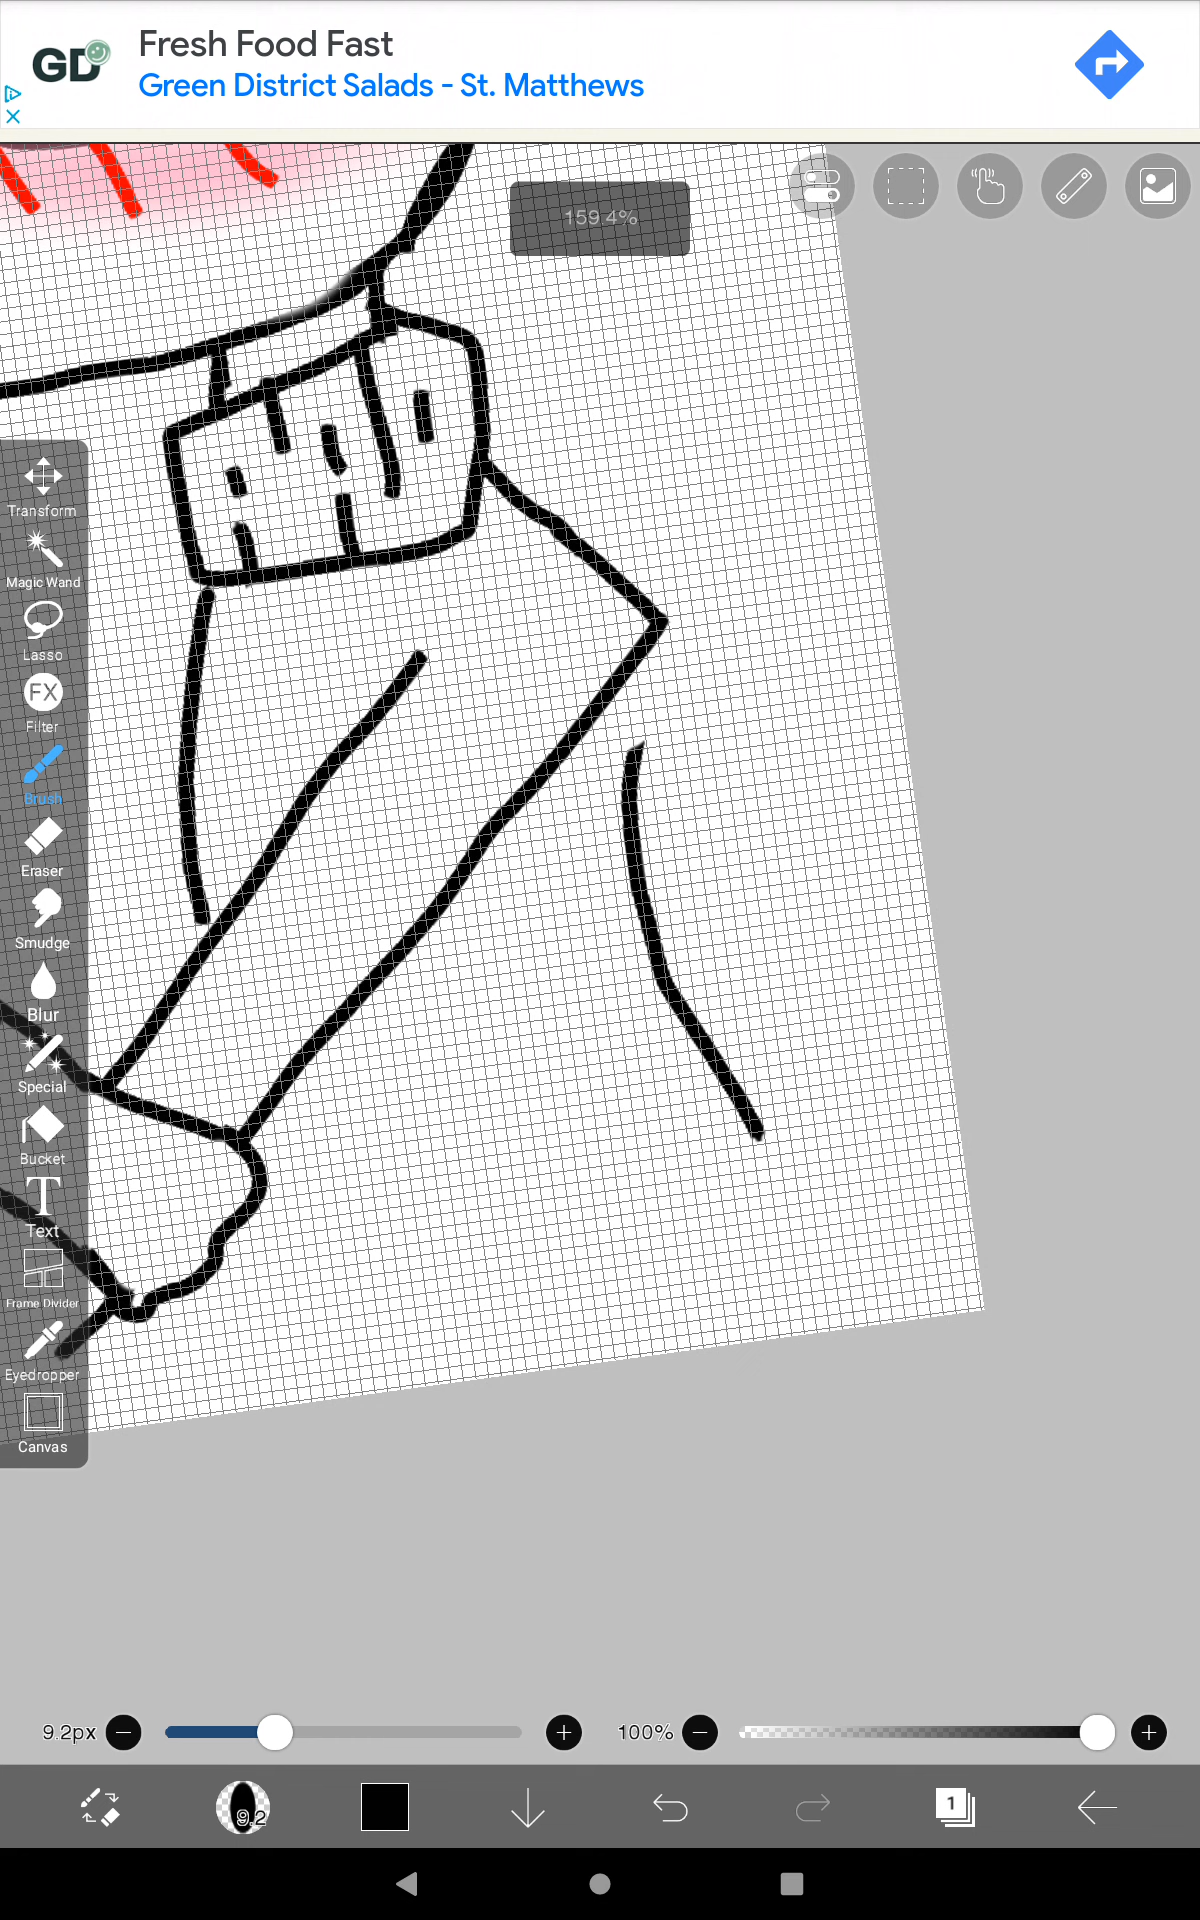 GD
Fresh Food Fast
Green District Salads - St. Matthews
159.4%
Transform
Magic Wand
Lasso
FX
Filter
Brush
Eraser
Smudge
Blur
Special
Bucket
T
Text
Frame Divider
Eyedropper
Canvas
9.2px
100%
9.2
1